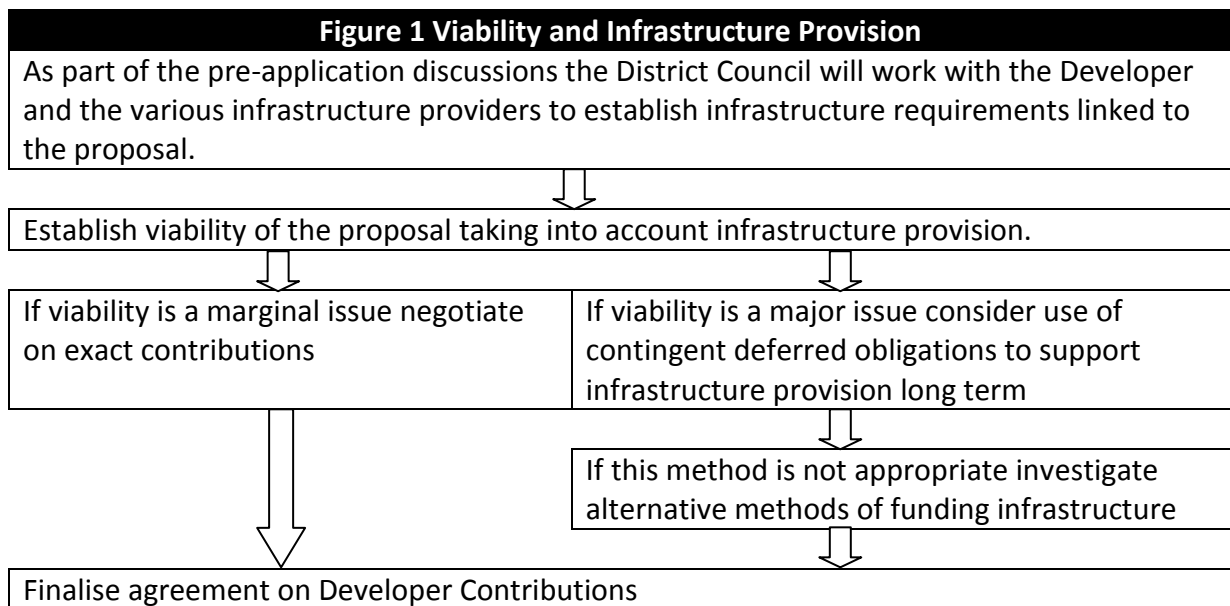 Figure 1 Viability and Infrastructure Provision
As part of the pre-application discussions the District Council will work with the Developer
and the various infrastructure providers to establish infrastructure requirements linked to
the proposal.
Establish viability of the proposal taking into account infrastructure provision.
If viability is a marginal issue negotiate
on exact contributions
If viability is a major issue consider use of
contingent deferred obligations to support
infrastructure provision long term
If this method is not appropriate investigate
alternative methods of funding infrastructure
Finalise agreement on Developer Contributions